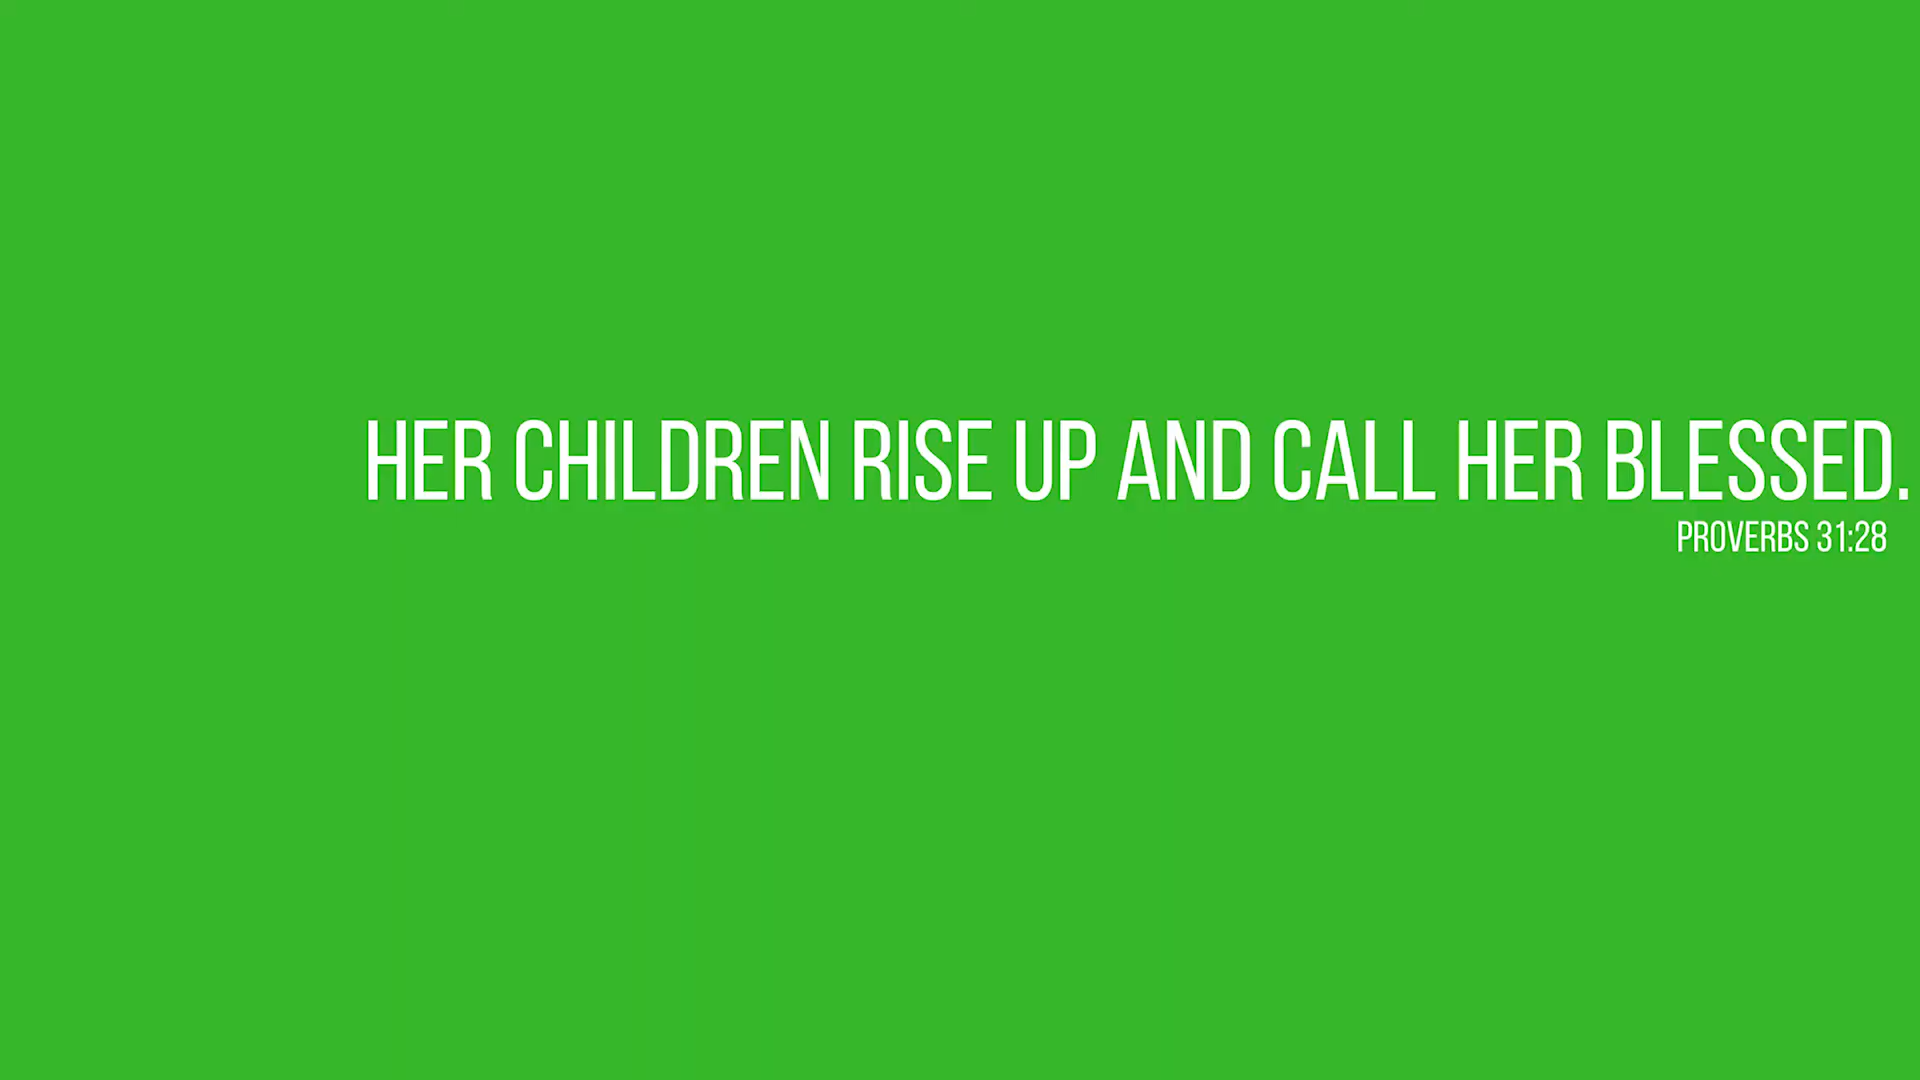 HER CHILDREN RISE UP AND CALL HER BLESSED.
PROVERBS 31:28